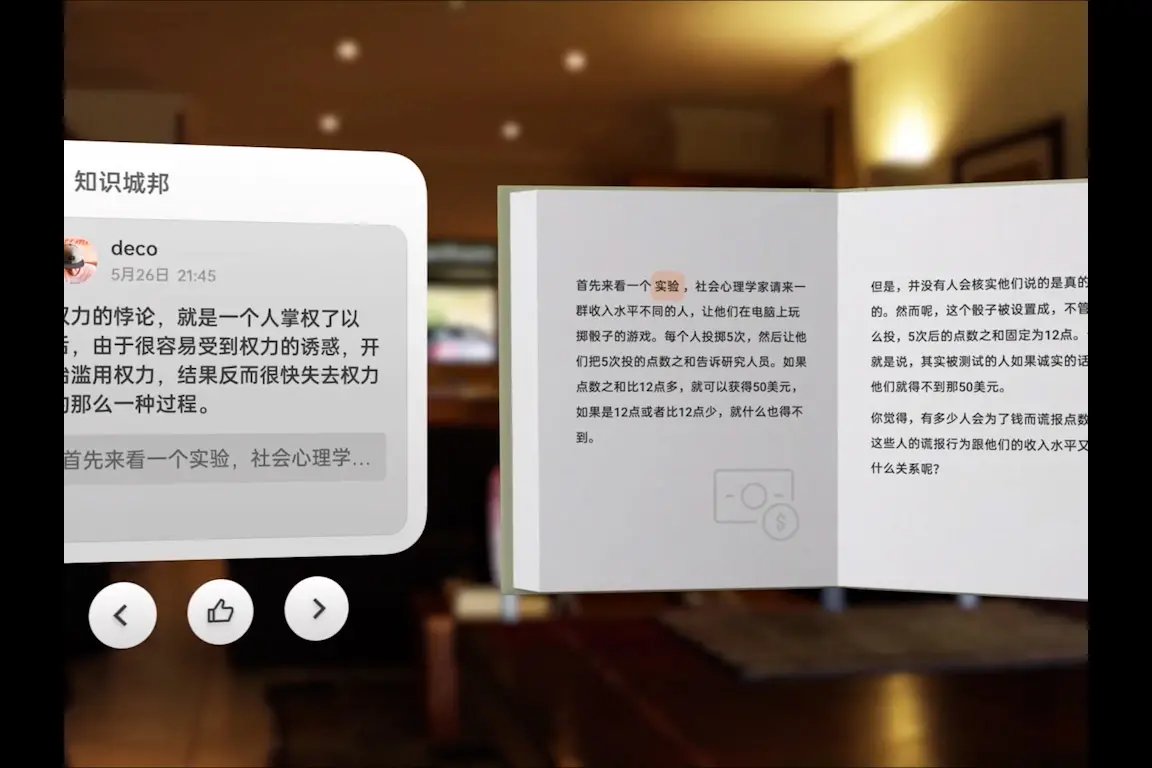 知识城邦
deco
5月26日 21:45
力的悖论，就是一个人掌权了以
，由于很容易受到权力的诱惑，开
滥用权力，结果反而很快失去权力
那么一种过程。
首先来看一个实验，社会心理学...
首先来看一个实验，社会心理学家请来一
群收入水平不同的人，让他们在电脑上玩
掷骰子的游戏。每个人投掷5次，然后让他
们把5次投的点数之和告诉研究人员。如果
点数之和比12点多，就可以获得50美元，
如果是12点或者比12点少，就什么也得不
到。
$
但是，并没有人会核实他们说的是真的
的。然而呢，这个骰子被设置成，不管
么投，5次后的点数之和固定为12点。
就是说，其实被测试的人如果诚实的话
他们就得不到那50美元。
你觉得，有多少人会为了钱而谎报点数
这些人的谎报行为跟他们的收入水平又
什么关系呢？